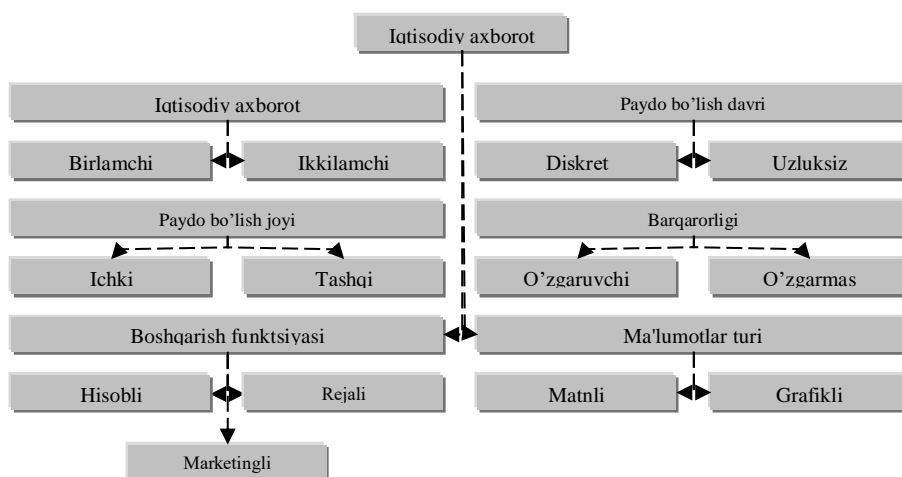 Iqtisodiy axborot
Iqtisodiy axborot
Paydo bo’lish davri
Birlamchi
Ikkilamchi
Diskret
Uzluksiz
Paydo bo’lish joyi
Barqarorligi
Ichki
Tashqi
O’zgaruvchi
O’zgarmas
Boshqarish funktsiyasi
Ma'lumotlar turi
Hisobli
Rejali
Matnli
Grafikli
Marketingli